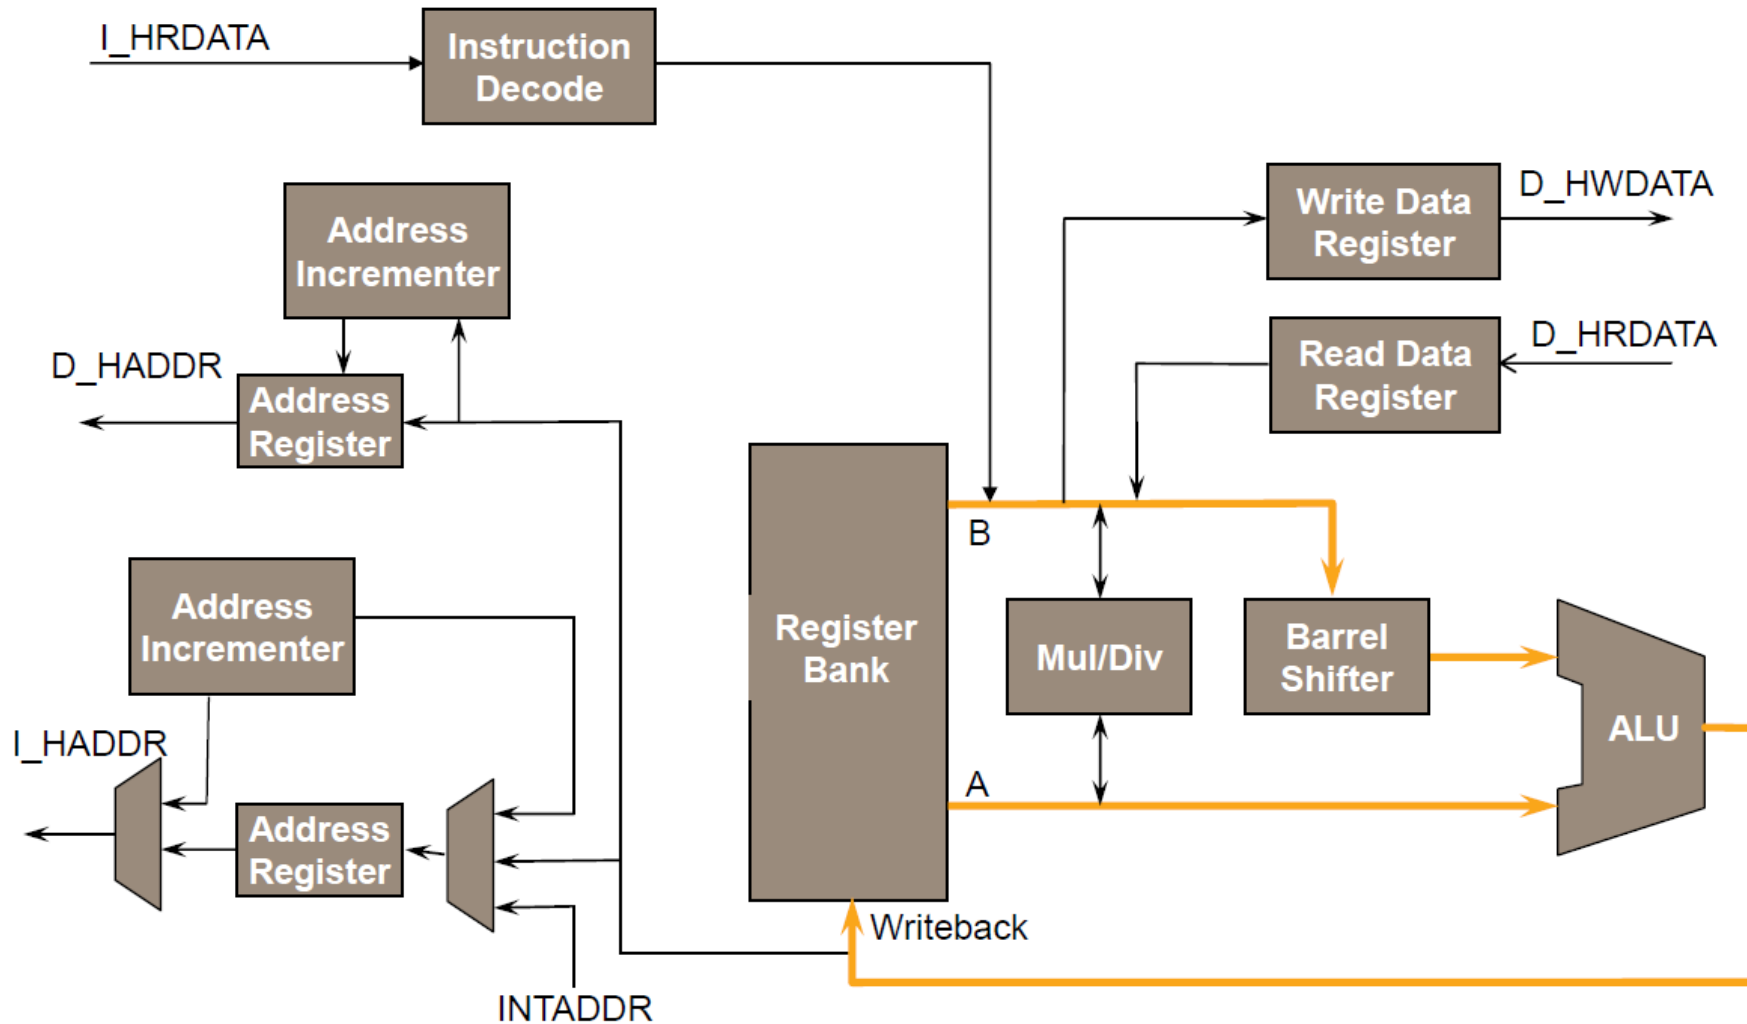 I_HRDATA
Instruction
Decode
Address
Incrementer
Write Data
Register
D_HWDATA
D_HADDR
Address
Register
Read Data
Register
D_HRDATA
B
Address
Incrementer
Register
Bank
Mul/Div
Barrel
Shifter
ALU
I_HADDR
A
Address
Register
Writeback
INTADDR